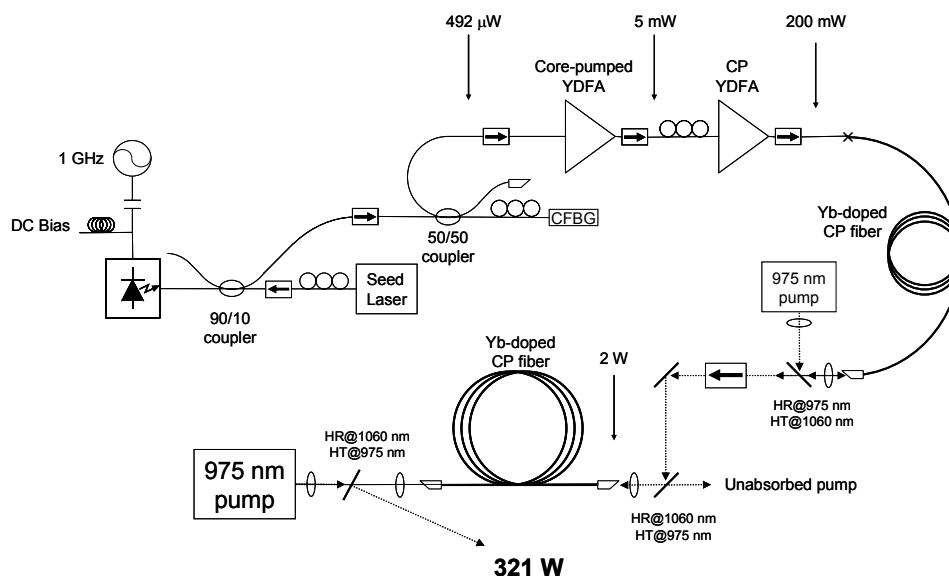 492 μW
5 mW
200 mW
Core-pumped
YDFA
CP
YDFA
1 GHz
DC Bias
CFBG
50/50
coupler
Yb-doped
CP fiber
Seed
Laser
90/10
coupler
975 nm
pump
Yb-doped
CP fiber
2 W
HR@975 nm
HT@1060 nm
HR@1060 nm
HT@975 nm
975 nm
pump
Unabsorbed pump
HR@1060 nm
HT@975 nm
321 W